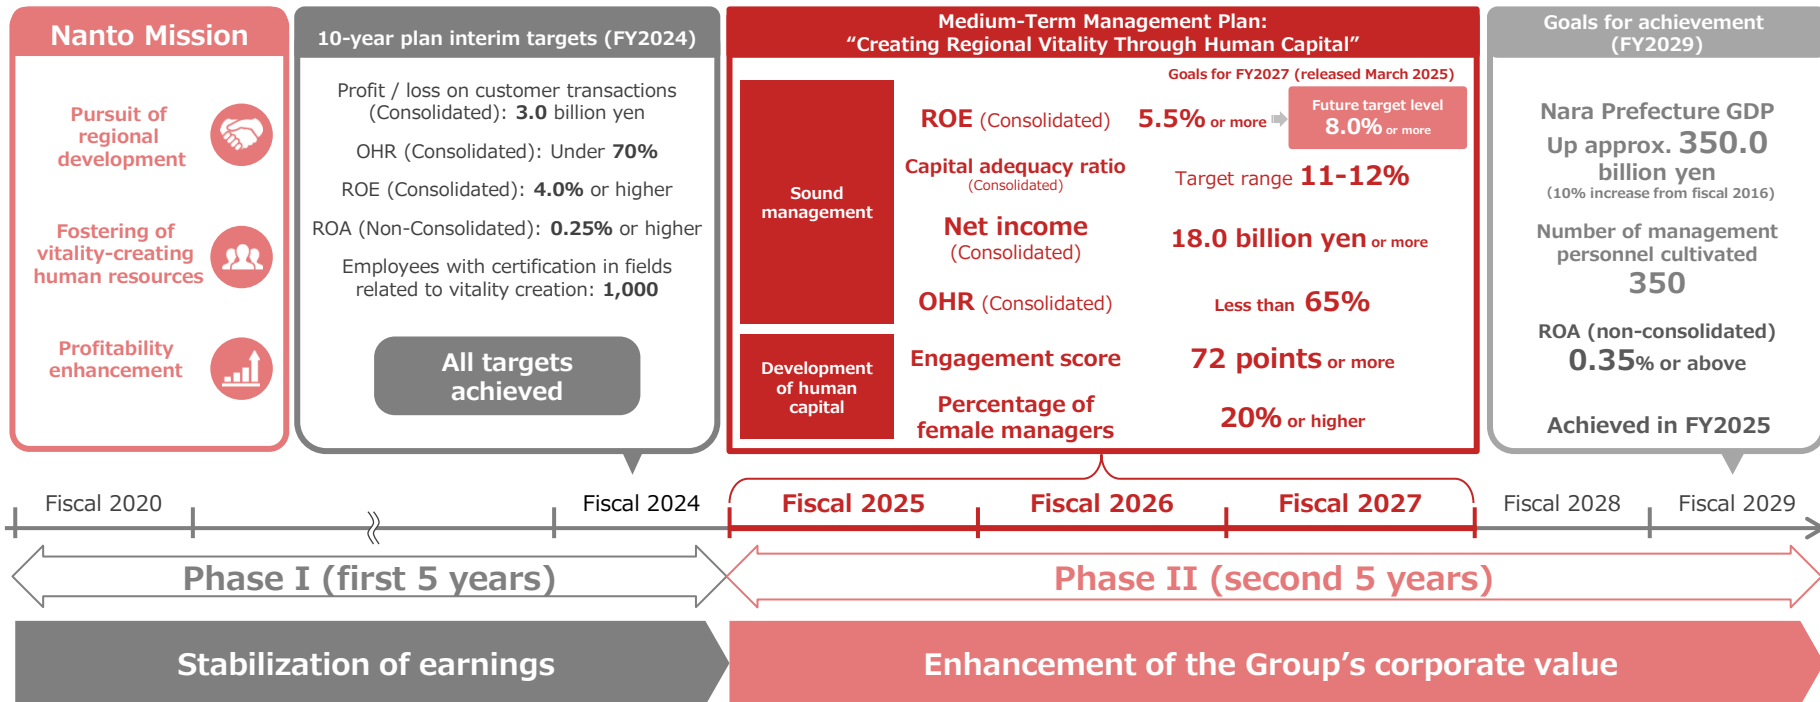 Nanto Mission
Pursuit of
regional
development
Fostering of
vitality-creating
human resources
Profitability
enhancement
10-year plan interim targets (FY2024)
Profit / loss on customer transactions
(Consolidated): 3.0 billion yen
OHR (Consolidated): Under 70%
ROE (Consolidated): 4.0% or higher
ROA (Non-Consolidated): 0.25% or higher
Employees with certification in fields
related to vitality creation: 1,000
All targets
achieved
Medium-Term Management Plan:
“Creating Regional Vitality Through Human Capital”
Goals for FY2027 (released March 2025)
Sound
management
ROE (Consolidated) 5.5% or more
Future target level
8.0% or more
Capital adequacy ratio
(Consolidated)
Target range 11-12%
Net income
(Consolidated)
18.0 billion yen or more
OHR (Consolidated) Less than 65%
Development
of human
capital
Engagement score 72 points or more
Percentage of
female managers
20% or higher
Goals for achievement
(FY2029)
Nara Prefecture GDP
Up approx. 350.0
billion yen
(10% increase from fiscal 2016)
Number of management
personnel cultivated
350
ROA (non-consolidated)
0.35% or above
Achieved in FY2025
Fiscal 2020 Fiscal 2024 Fiscal 2025 Fiscal 2026 Fiscal 2027 Fiscal 2028 Fiscal 2029
Phase I (first 5 years) Phase II (second 5 years)
Stabilization of earnings Enhancement of the Group’s corporate value